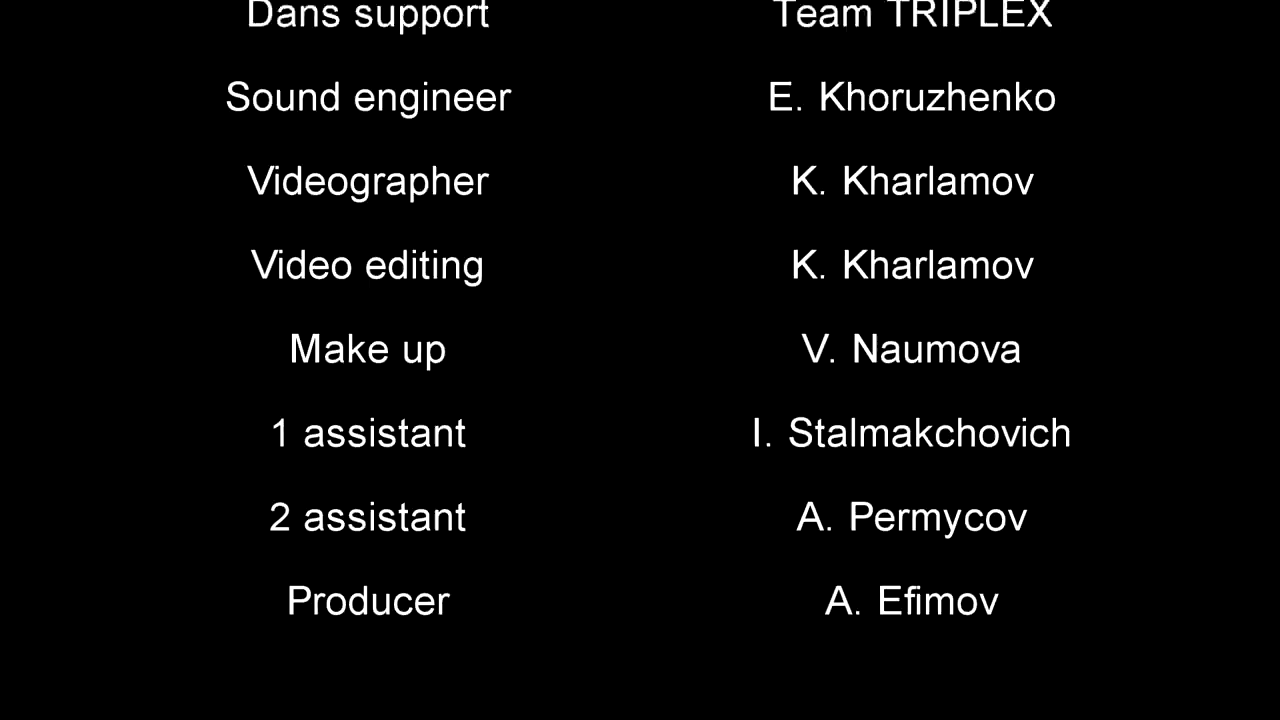 Dans support Team TRIPLEX
Sound engineer E. Khoruzhenko
Videographer K. Kharlamov
Video editing K. Kharlamov
Make up V. Naumova
1 assistant I. Stalmakchovich
2 assistant A. Permycov
Producer A. Efimov